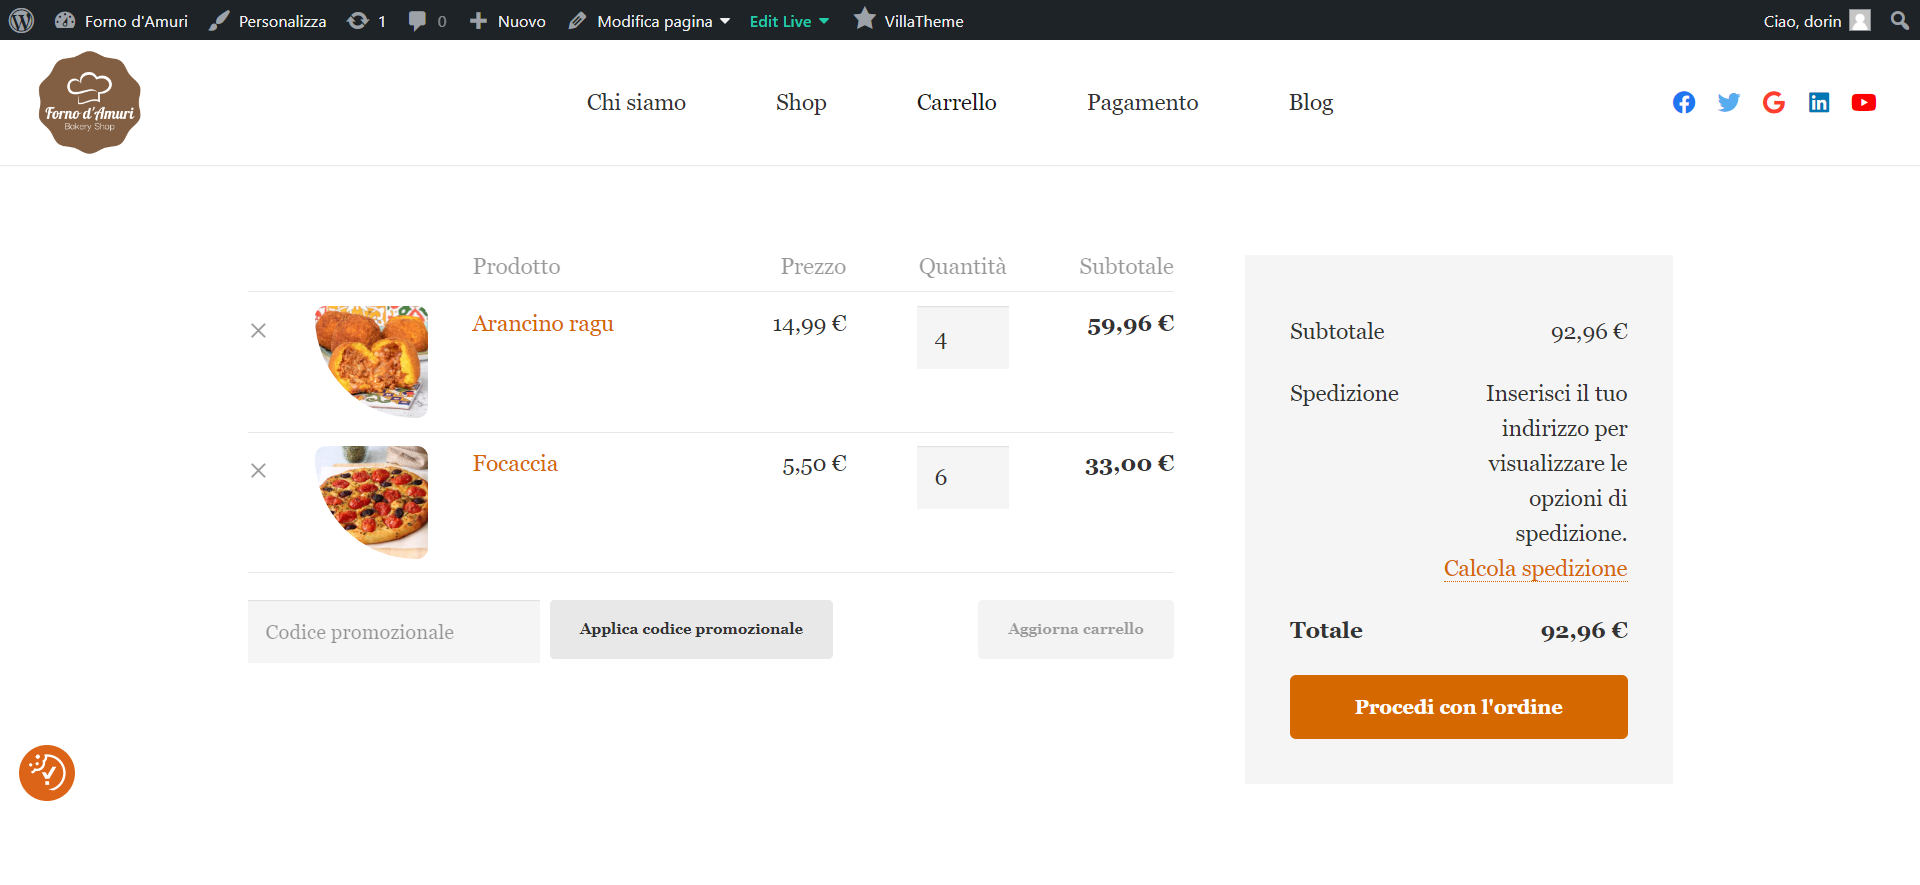 Forno d'Amuri
Personalizza
1
0
Nuovo
Modifica pagina
Edit Live
VillaTheme
Ciao, dorin
Forno d'Amuri
Bakery Shop
Chi siamo
Shop
Carrello
Pagamento
Blog
Prodotto
Prezzo
Quantità
Subtotale
Arancino ragu
14,99 €
4
59,96 €
Focaccia
5,50 €
6
33,00 €
Codice promozionale
Applica codice promozionale
Aggiorna carrello
Subtotale
92,96 €
Spedizione
Inserisci il tuo
indirizzo per
visualizzare le
opzioni di
spedizione.
Calcola spedizione
Totale
92,96 €
Procedi con l'ordine